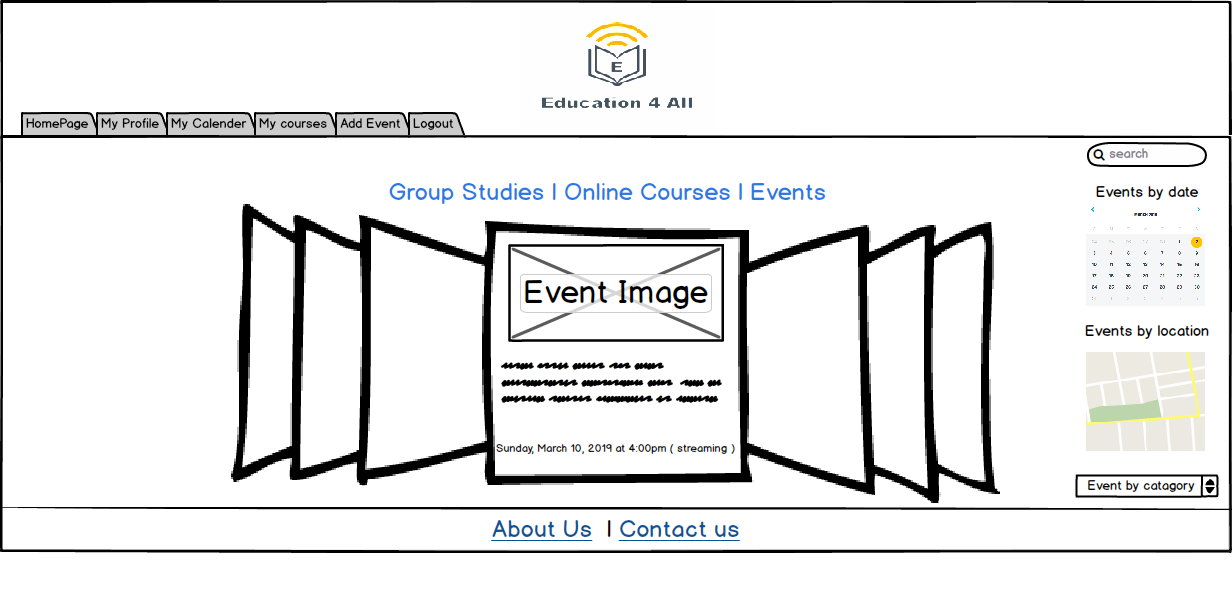 E
Education 4 All
HomePage My Profile My Calender My courses Add Event Logout
search
Group Studies | Online Courses | Events
Events by date
Event Image
Events by location
Sunday, March 10, 2019 at 4:00pm ( streaming )
Event by catagory
About Us | Contact us